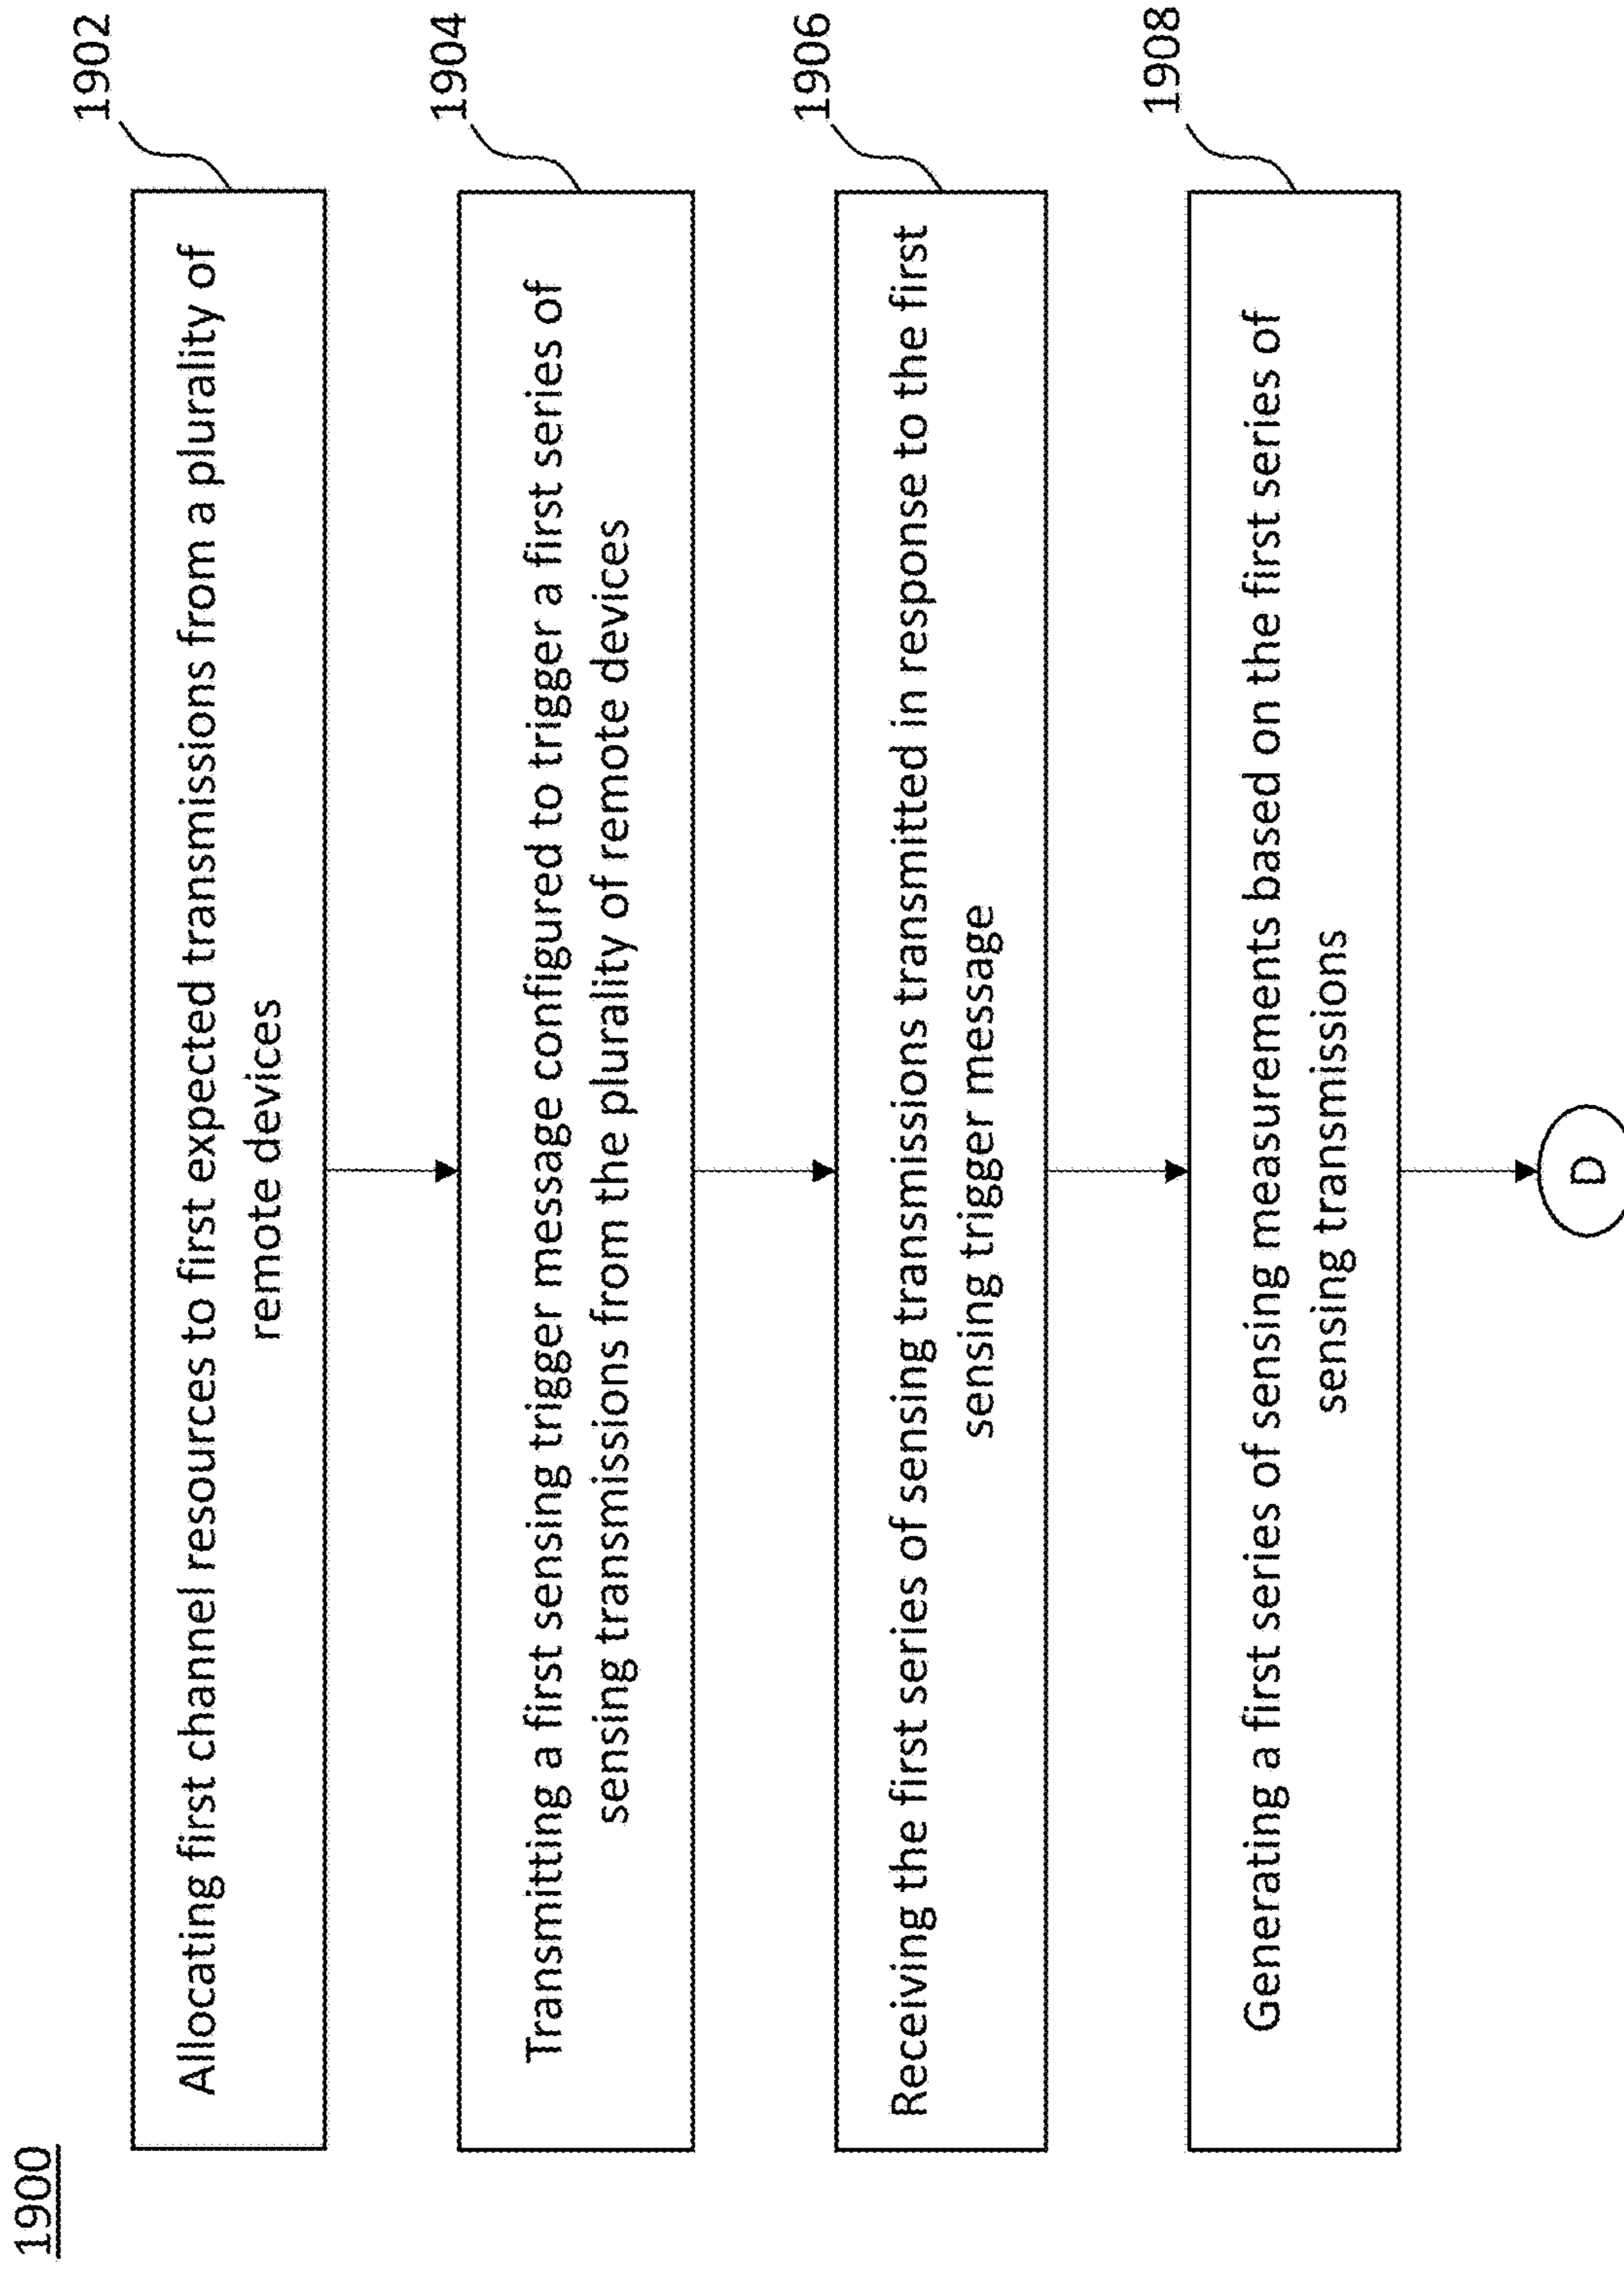 1900
1902
Allocating first channel resources to first expected transmissions from a plurality of
remote devices
1904
Transmitting a first sensing trigger message configured to trigger a first series of
sensing transmissions from the plurality of remote devices
1906
Receiving the first series of sensing transmissions transmitted in response to the first
sensing trigger message
1908
Generating a first series of sensing measurements based on the first series of
sensing transmissions
D